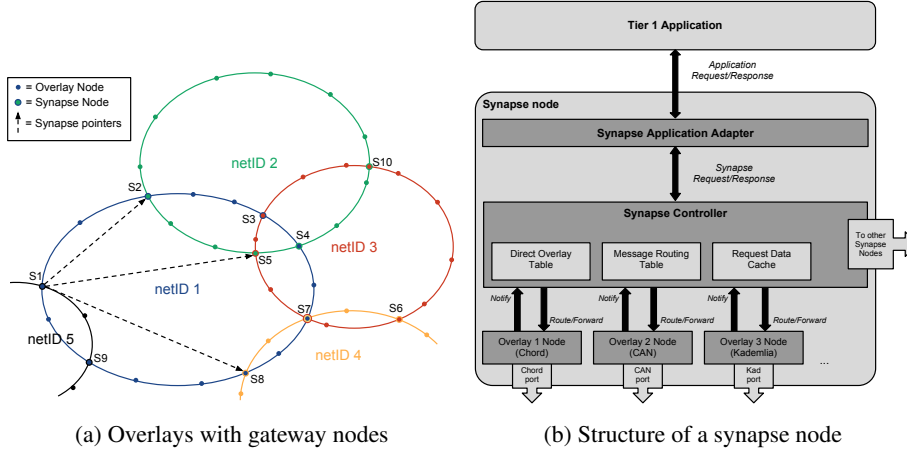 = Overlay Node
= Synapse Node
= Synapse pointers
netID 2
S10
S2
S3
S4
netID 3
S5
S1
netID 1
S7
S6
netID 5
netID 4
S9
S8
(a) Overlays with gateway nodes
Tier 1 Application
Application
Request/Response
Synapse node
Synapse Application Adapter
Synapse
Request/Response
Synapse Controller
To other
Synapse
Nodes
Direct Overlay
Table
Message Routing
Table
Request Data
Cache
Notify
Route/Forward
Notify
Route/Forward
Notify
Route/Forward
Overlay 1 Node
(Chord)
Overlay 2 Node
(CAN)
Overlay 3 Node
(Kademlia)
...
Chord
port
CAN
port
Kad
port
(b) Structure of a synapse node